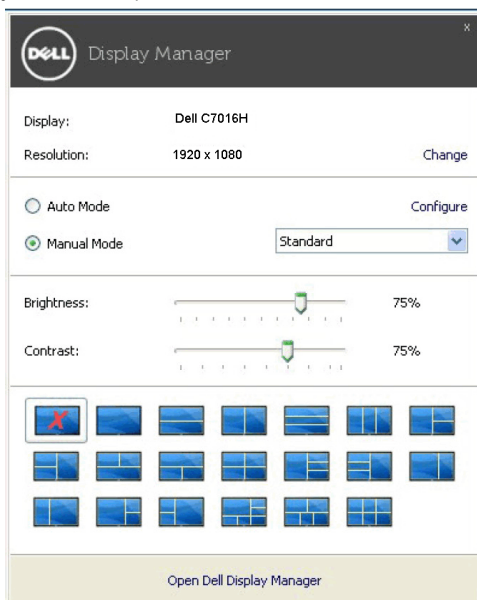 x
DELL Display Manager
Display: Dell C7016H
Resolution: 1920 x 1080 Change
Auto Mode Configure
Manual Mode Standard
Brightness: 75%
Contrast: 75%
X
Open Dell Display Manager